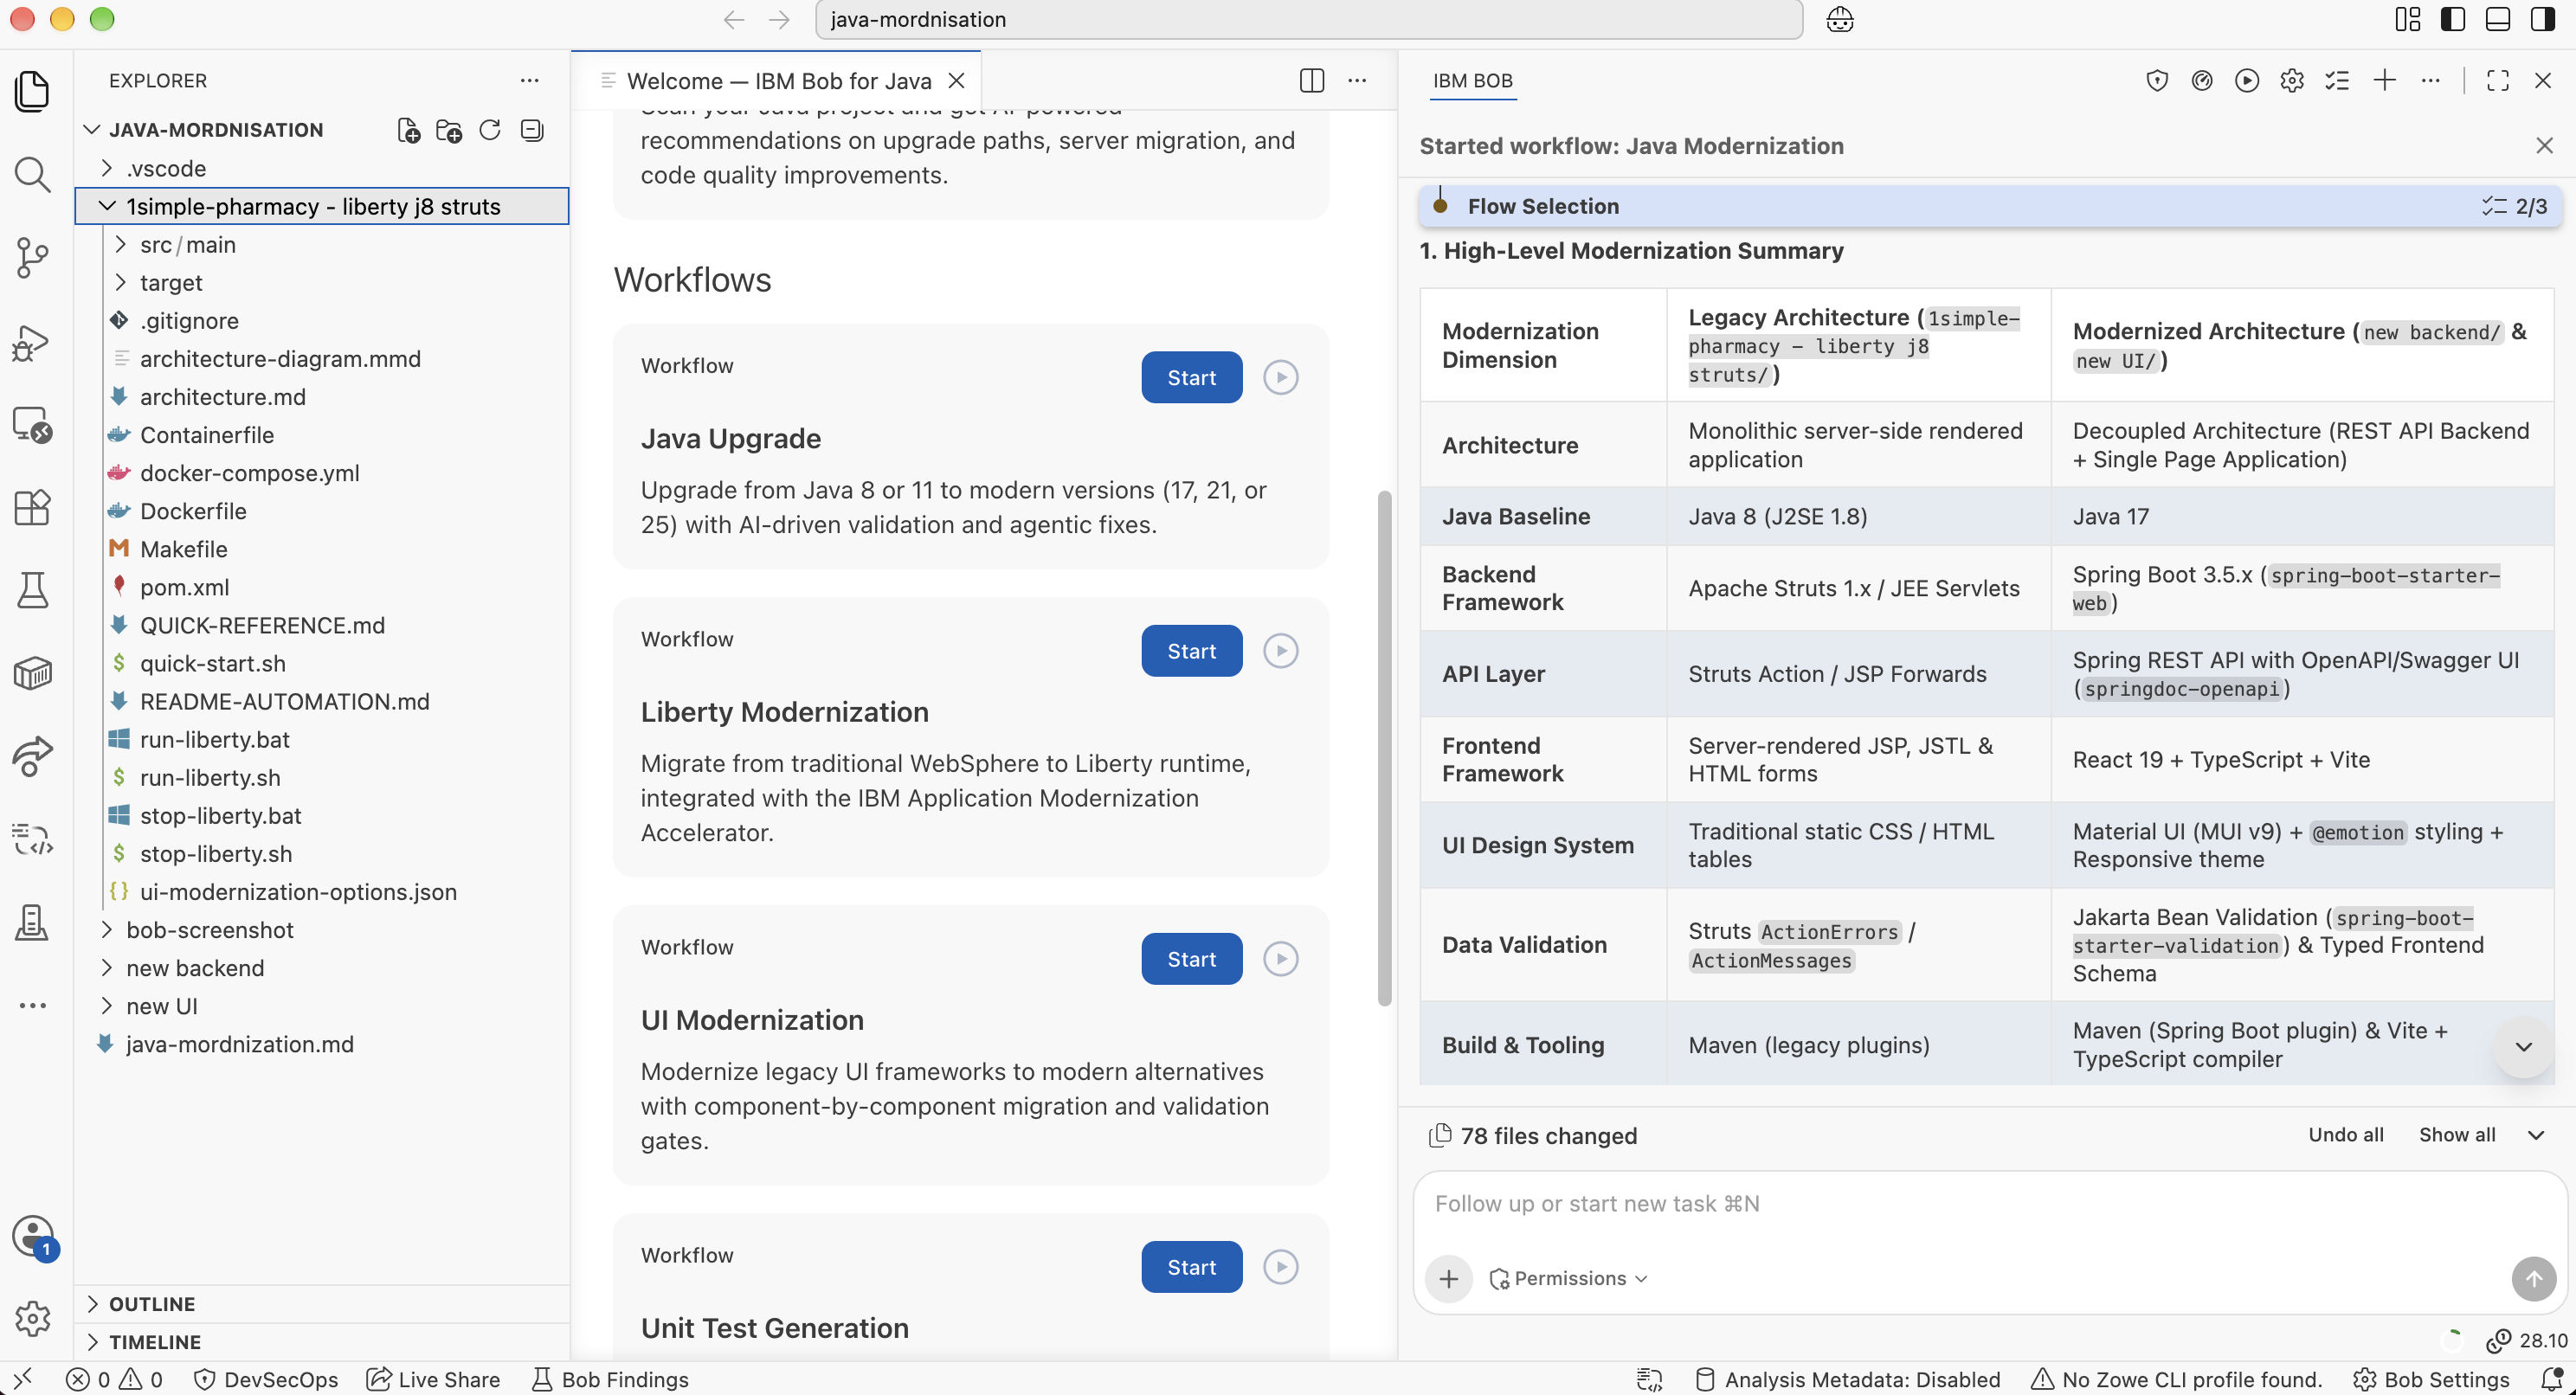 java-mordnisation
EXPLORER
JAVA-MORDNISATION
.vscode
1simple-pharmacy - liberty j8 struts
src/main
target
.gitignore
architecture-diagram.mmd
architecture.md
Containerfile
docker-compose.yml
Dockerfile
Makefile
pom.xml
QUICK-REFERENCE.md
quick-start.sh
README-AUTOMATION.md
run-liberty.bat
run-liberty.sh
stop-liberty.bat
stop-liberty.sh
ui-modernization-options.json
bob-screenshot
new backend
new UI
java-mordnization.md
1
OUTLINE
TIMELINE
Welcome — IBM Bob for Java
recommendations on upgrade paths, server migration, and
code quality improvements.
Workflows
Workflow
Start
Java Upgrade
Upgrade from Java 8 or 11 to modern versions (17, 21, or
25) with AI-driven validation and agentic fixes.
Workflow
Start
Liberty Modernization
Migrate from traditional WebSphere to Liberty runtime,
integrated with the IBM Application Modernization
Accelerator.
Workflow
Start
UI Modernization
Modernize legacy UI frameworks to modern alternatives
with component-by-component migration and validation
gates.
Workflow
Start
Unit Test Generation
IBM BOB
Started workflow: Java Modernization
Flow Selection
2/3
1. High-Level Modernization Summary
Modernization
Dimension
Legacy Architecture (1simple-
pharmacy - liberty j8
struts/)
Modernized Architecture (new backend/ &
new UI/)
Architecture
Monolithic server-side rendered
application
Decoupled Architecture (REST API Backend
+ Single Page Application)
Java Baseline
Java 8 (J2SE 1.8)
Java 17
Backend
Framework
Apache Struts 1.x / JEE Servlets
Spring Boot 3.5.x (spring-boot-starter-
web)
API Layer
Struts Action / JSP Forwards
Spring REST API with OpenAPI/Swagger UI
(springdoc-openapi)
Frontend
Framework
Server-rendered JSP, JSTL &
HTML forms
React 19 + TypeScript + Vite
UI Design System
Traditional static CSS / HTML
tables
Material UI (MUI v9) + @emotion styling +
Responsive theme
Data Validation
Struts ActionErrors /
ActionMessages
Jakarta Bean Validation (spring-boot-
starter-validation) & Typed Frontend
Schema
Build & Tooling
Maven (legacy plugins)
Maven (Spring Boot plugin) & Vite +
TypeScript compiler
78 files changed
Undo all
Show all
Follow up or start new task ⌘N
Permissions
28.10
0
0
DevSecOps
Live Share
Bob Findings
Analysis Metadata: Disabled
No Zowe CLI profile found.
Bob Settings